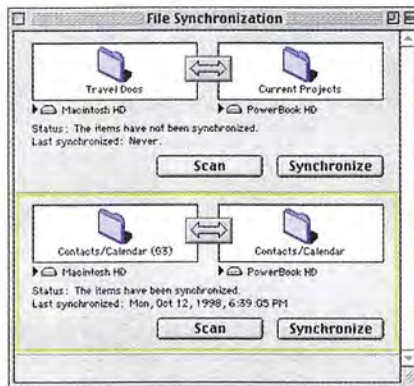 File Synchronization
Travel Docs
Current Projects
Macintosh HD
PowerBook HD
Status: The items have not been synchronized.
Last synchronized: Never.
Scan
Synchronize
Contacts/Calendar (G3)
Contacts/Calendar
Macintosh HD
PowerBook HD
Status: The items have been synchronized.
Last synchronized: Mon, Oct 12, 1998, 6:39:05 PM
Scan
Synchronize